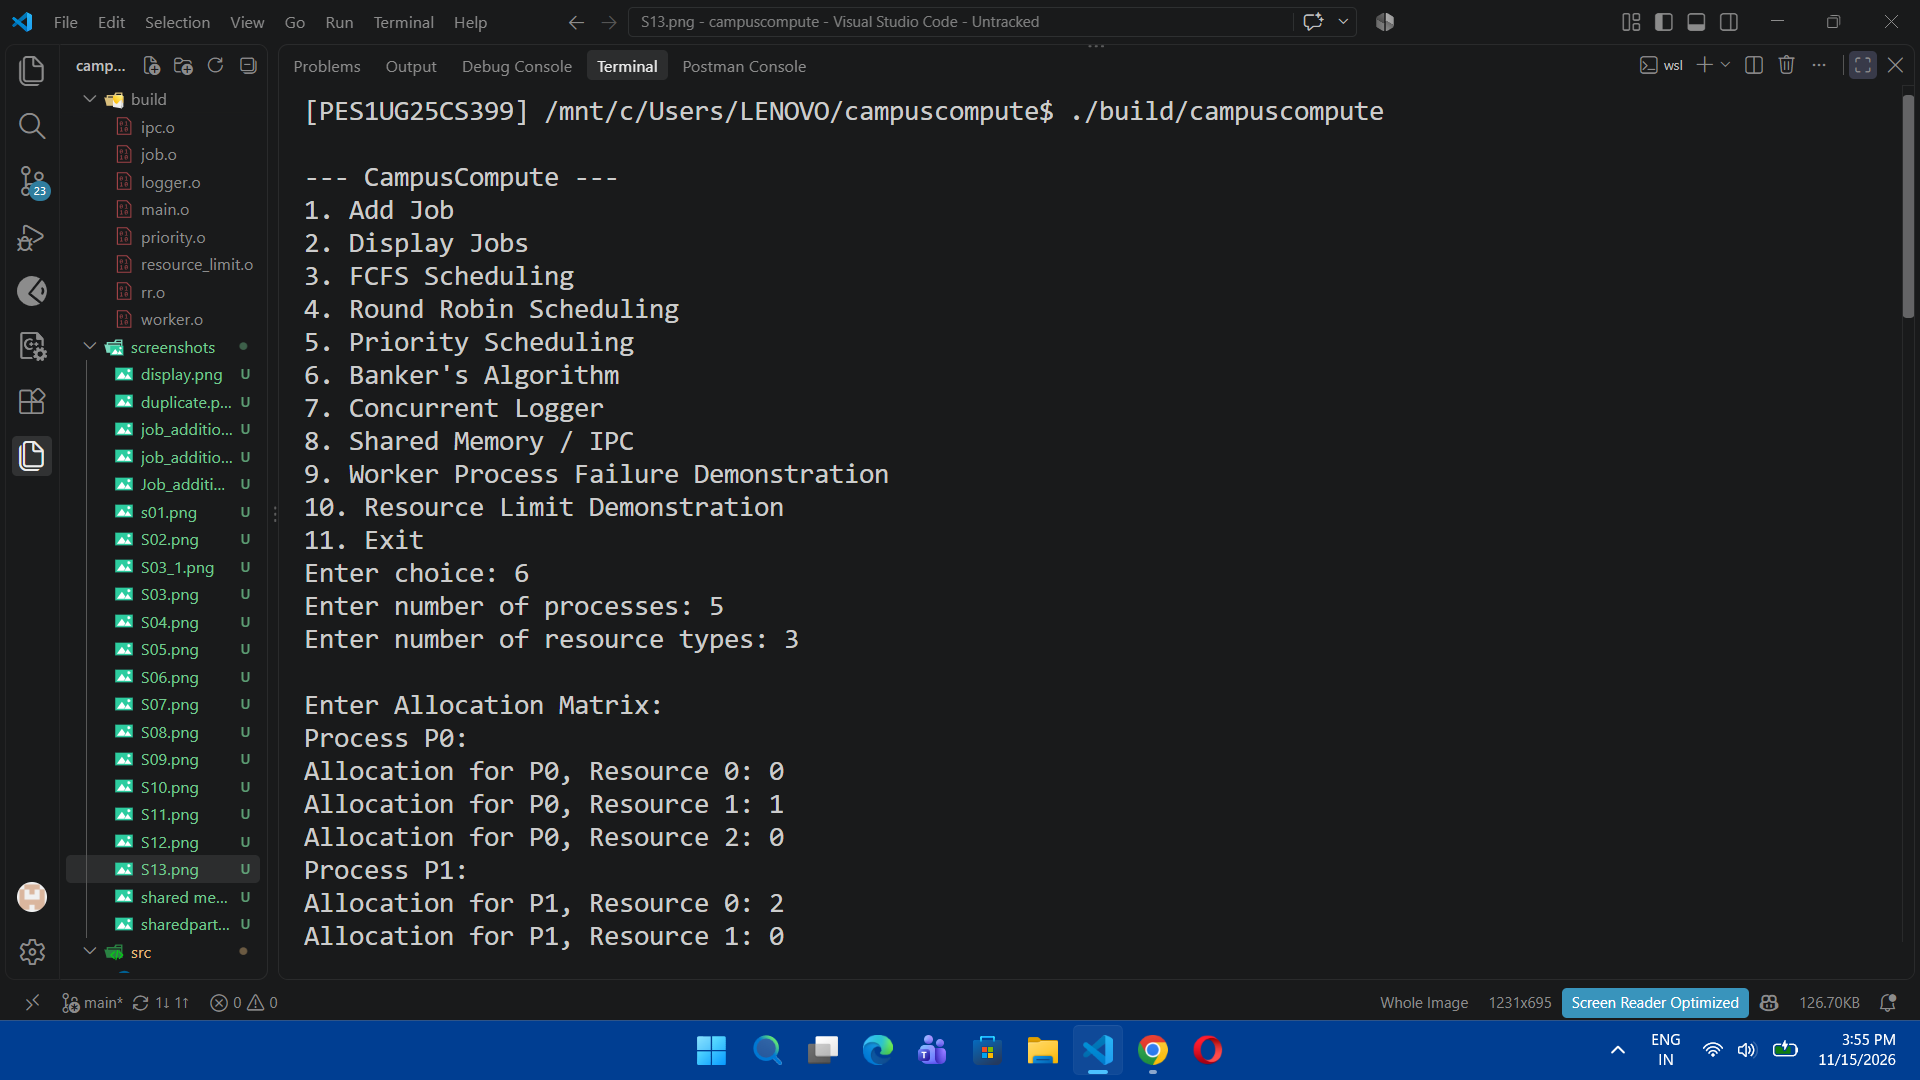 File Edit Selection View Go Run Terminal Help
S13.png - campuscompute - Visual Studio Code - Untracked
camp...
build
ipc.o
job.o
logger.o
main.o
priority.o
resource_limit.o
rr.o
worker.o
screenshots
display.png U
duplicate.p... U
job_additio... U
job_additio... U
Job_additi... U
s01.png U
S02.png U
S03_1.png U
S03.png U
S04.png U
S05.png U
S06.png U
S07.png U
S08.png U
S09.png U
S10.png U
S11.png U
S12.png U
S13.png U
shared me... U
sharedpart... U
src
23
Problems Output Debug Console Terminal Postman Console
wsl
[PES1UG25CS399] /mnt/c/Users/LENOVO/campuscompute$ ./build/campuscompute
--- CampusCompute ---
1. Add Job
2. Display Jobs
3. FCFS Scheduling
4. Round Robin Scheduling
5. Priority Scheduling
6. Banker's Algorithm
7. Concurrent Logger
8. Shared Memory / IPC
9. Worker Process Failure Demonstration
10. Resource Limit Demonstration
11. Exit
Enter choice: 6
Enter number of processes: 5
Enter number of resource types: 3
Enter Allocation Matrix:
Process P0:
Allocation for P0, Resource 0: 0
Allocation for P0, Resource 1: 1
Allocation for P0, Resource 2: 0
Process P1:
Allocation for P1, Resource 0: 2
Allocation for P1, Resource 1: 0
main* 1↓ 1↑ 0 0
Whole Image 1231x695 Screen Reader Optimized 126.70KB
ENG
IN
3:55 PM
11/15/2026